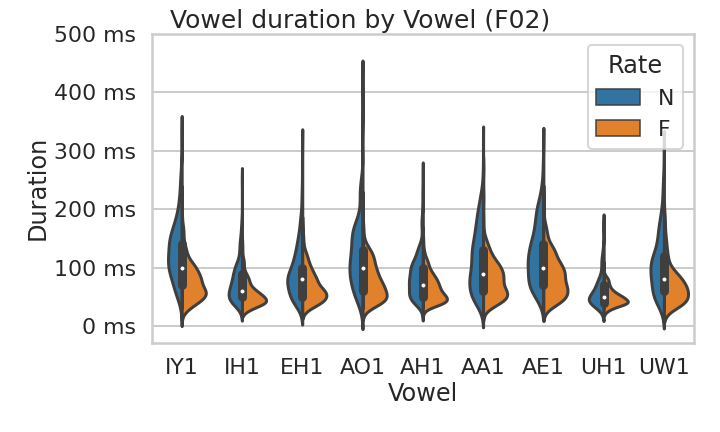 Vowel duration by Vowel (F02)
500 ms
400 ms
300 ms
200 ms
100 ms
0 ms
Duration
Rate
N
F
IY1 IH1 EH1 AO1 AH1 AA1 AE1 UH1 UW1
Vowel